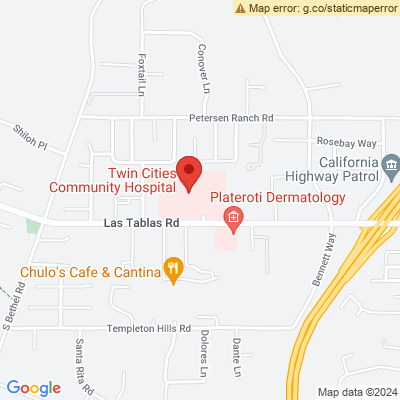 Map error: g.co/staticmaperror
Foxtail Ln
Conover Ln
Petersen Ranch Rd
Shiloh Pl
Rosebay Way
California
Highway Patrol
Twin Cities
Community Hospital
Plateroti Dermatology
Las Tablas Rd
Bennett Way
Chulo's Cafe & Cantina
S Bethel Rd
Templeton Hills Rd
Santa Rita Rd
Dolores Ln
Dante Ln
Google
Map data ©2024